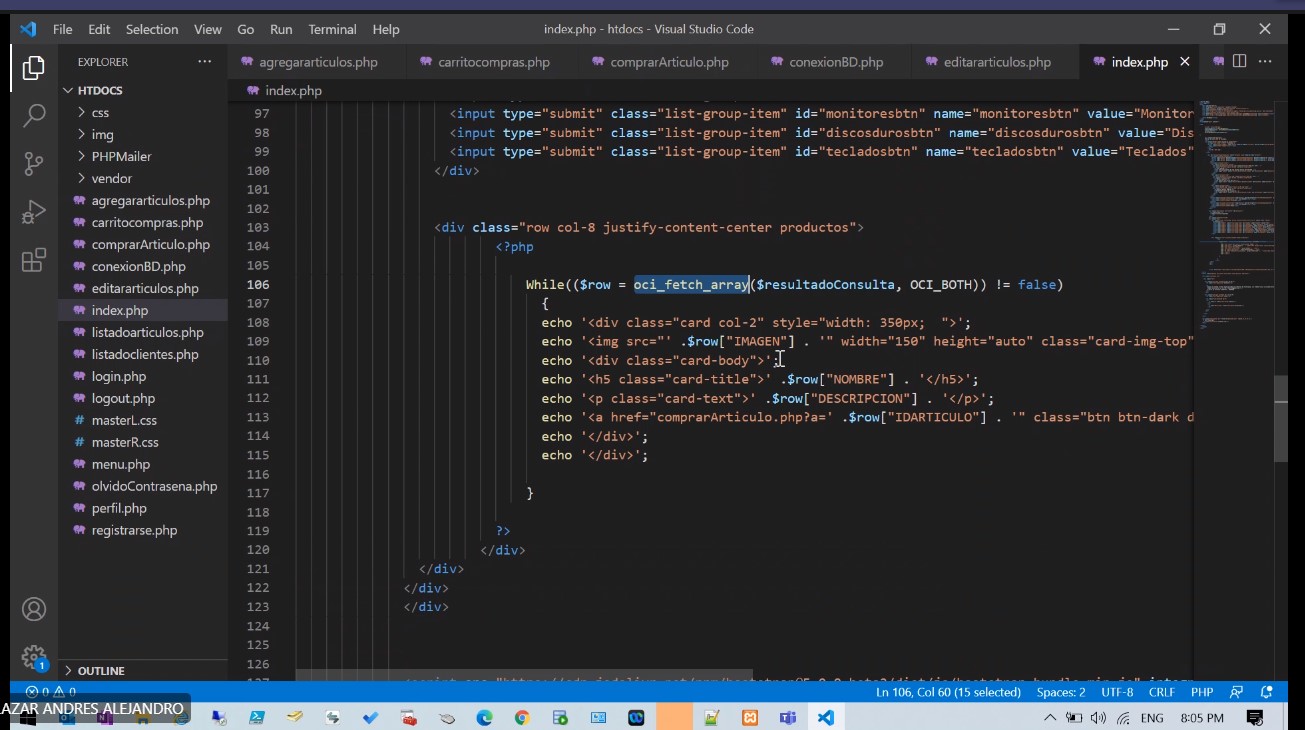 File Edit Selection View Go Run Terminal Help
index.php - htdocs - Visual Studio Code
EXPLORER
agregararticulos.php
carritocompras.php
comprarArticulo.php
conexionBD.php
editararticulos.php
index.php
HTDOCS
index.php
css
img
PHPMailer
vendor
agregararticulos.php
carritocompras.php
comprarArticulo.php
conexionBD.php
editararticulos.php
index.php
listadoarticulos.php
listadoclientes.php
login.php
logout.php
masterL.css
masterR.css
menu.php
olvidoContrasena.php
perfil.php
registrarse.php
OUTLINE
97 <input type="submit" class="list-group-item" id="monitoresbtn" name="monitoresbtn" value="Monitor
98 <input type="submit" class="list-group-item" id="discosdurosbtn" name="discosdurosbtn" value="Dis
99 <input type="submit" class="list-group-item" id="tecladosbtn" name="tecladosbtn" value="Teclados"
100 </div>
101
102
103 <div class="row col-8 justify-content-center productos">
104 <?php
105
106 While(($row = oci_fetch_array($resultadoConsulta, OCI_BOTH)) != false)
107 {
108 echo '<div class="card col-2" style="width: 350px;  ">';
109 echo '<img src="' .$row["IMAGEN"] . '" width="150" height="auto" class="card-img-top"
110 echo '<div class="card-body">';
111 echo '<h5 class="card-title">' .$row["NOMBRE"] . '</h5>';
112 echo '<p class="card-text">' .$row["DESCRIPCION"] . '</p>';
113 echo '<a href="comprarArticulo.php?a=' .$row["IDARTICULO"] . '" class="btn btn-dark d
114 echo '</div>';
115 echo '</div>';
116
117 }
118
119 ?>
120 </div>
121 </div>
122 </div>
123 </div>
124
125
126
0 0
1
Ln 106, Col 60 (15 selected) Spaces: 2 UTF-8 CRLF PHP
AZAR ANDRES ALEJANDRO
ENG 8:05 PM